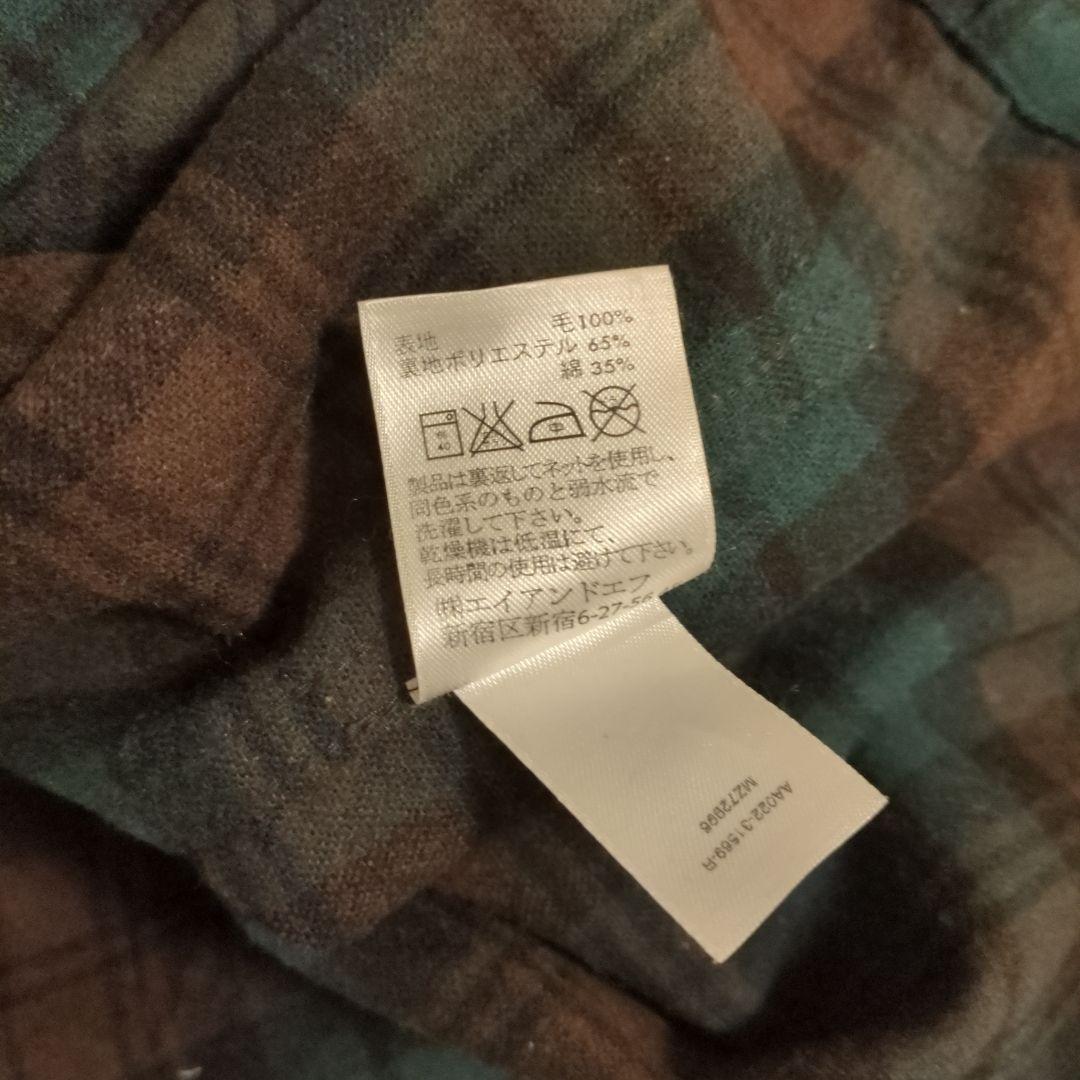 表地 毛100%
裏地ポリエステル 65%
綿 35%
40
中
製品は裏返してネットを使用し、
同色系のものと弱水流で
洗濯して下さい。
乾燥機は低温にて、
長時間の使用は避けて下さい。
㈱エイアンドエフ
新宿区新宿6-27-56
AA022-31569-R